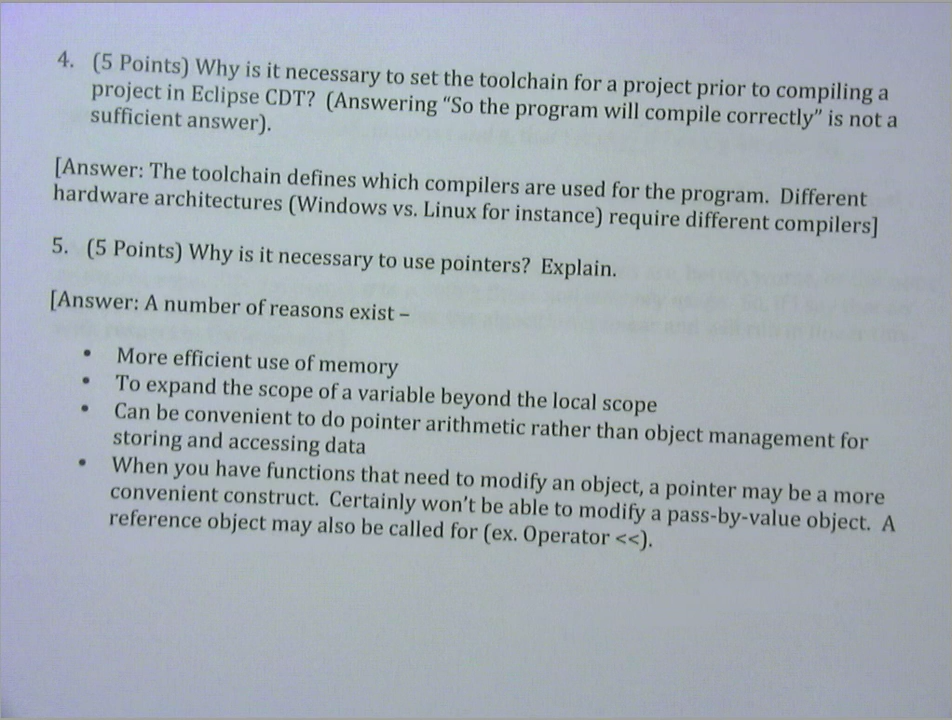 4. (5 Points) Why is it necessary to set the toolchain for a project prior to compiling a
project in Eclipse CDT? (Answering “So the program will compile correctly” is not a
sufficient answer).
[Answer: The toolchain defines which compilers are used for the program. Different
hardware architectures (Windows vs. Linux for instance) require different compilers]
5. (5 Points) Why is it necessary to use pointers? Explain.
[Answer: A number of reasons exist –
• More efficient use of memory
• To expand the scope of a variable beyond the local scope
• Can be convenient to do pointer arithmetic rather than object management for
storing and accessing data
• When you have functions that need to modify an object, a pointer may be a more
convenient construct. Certainly won’t be able to modify a pass-by-value object. A
reference object may also be called for (ex. Operator <<).